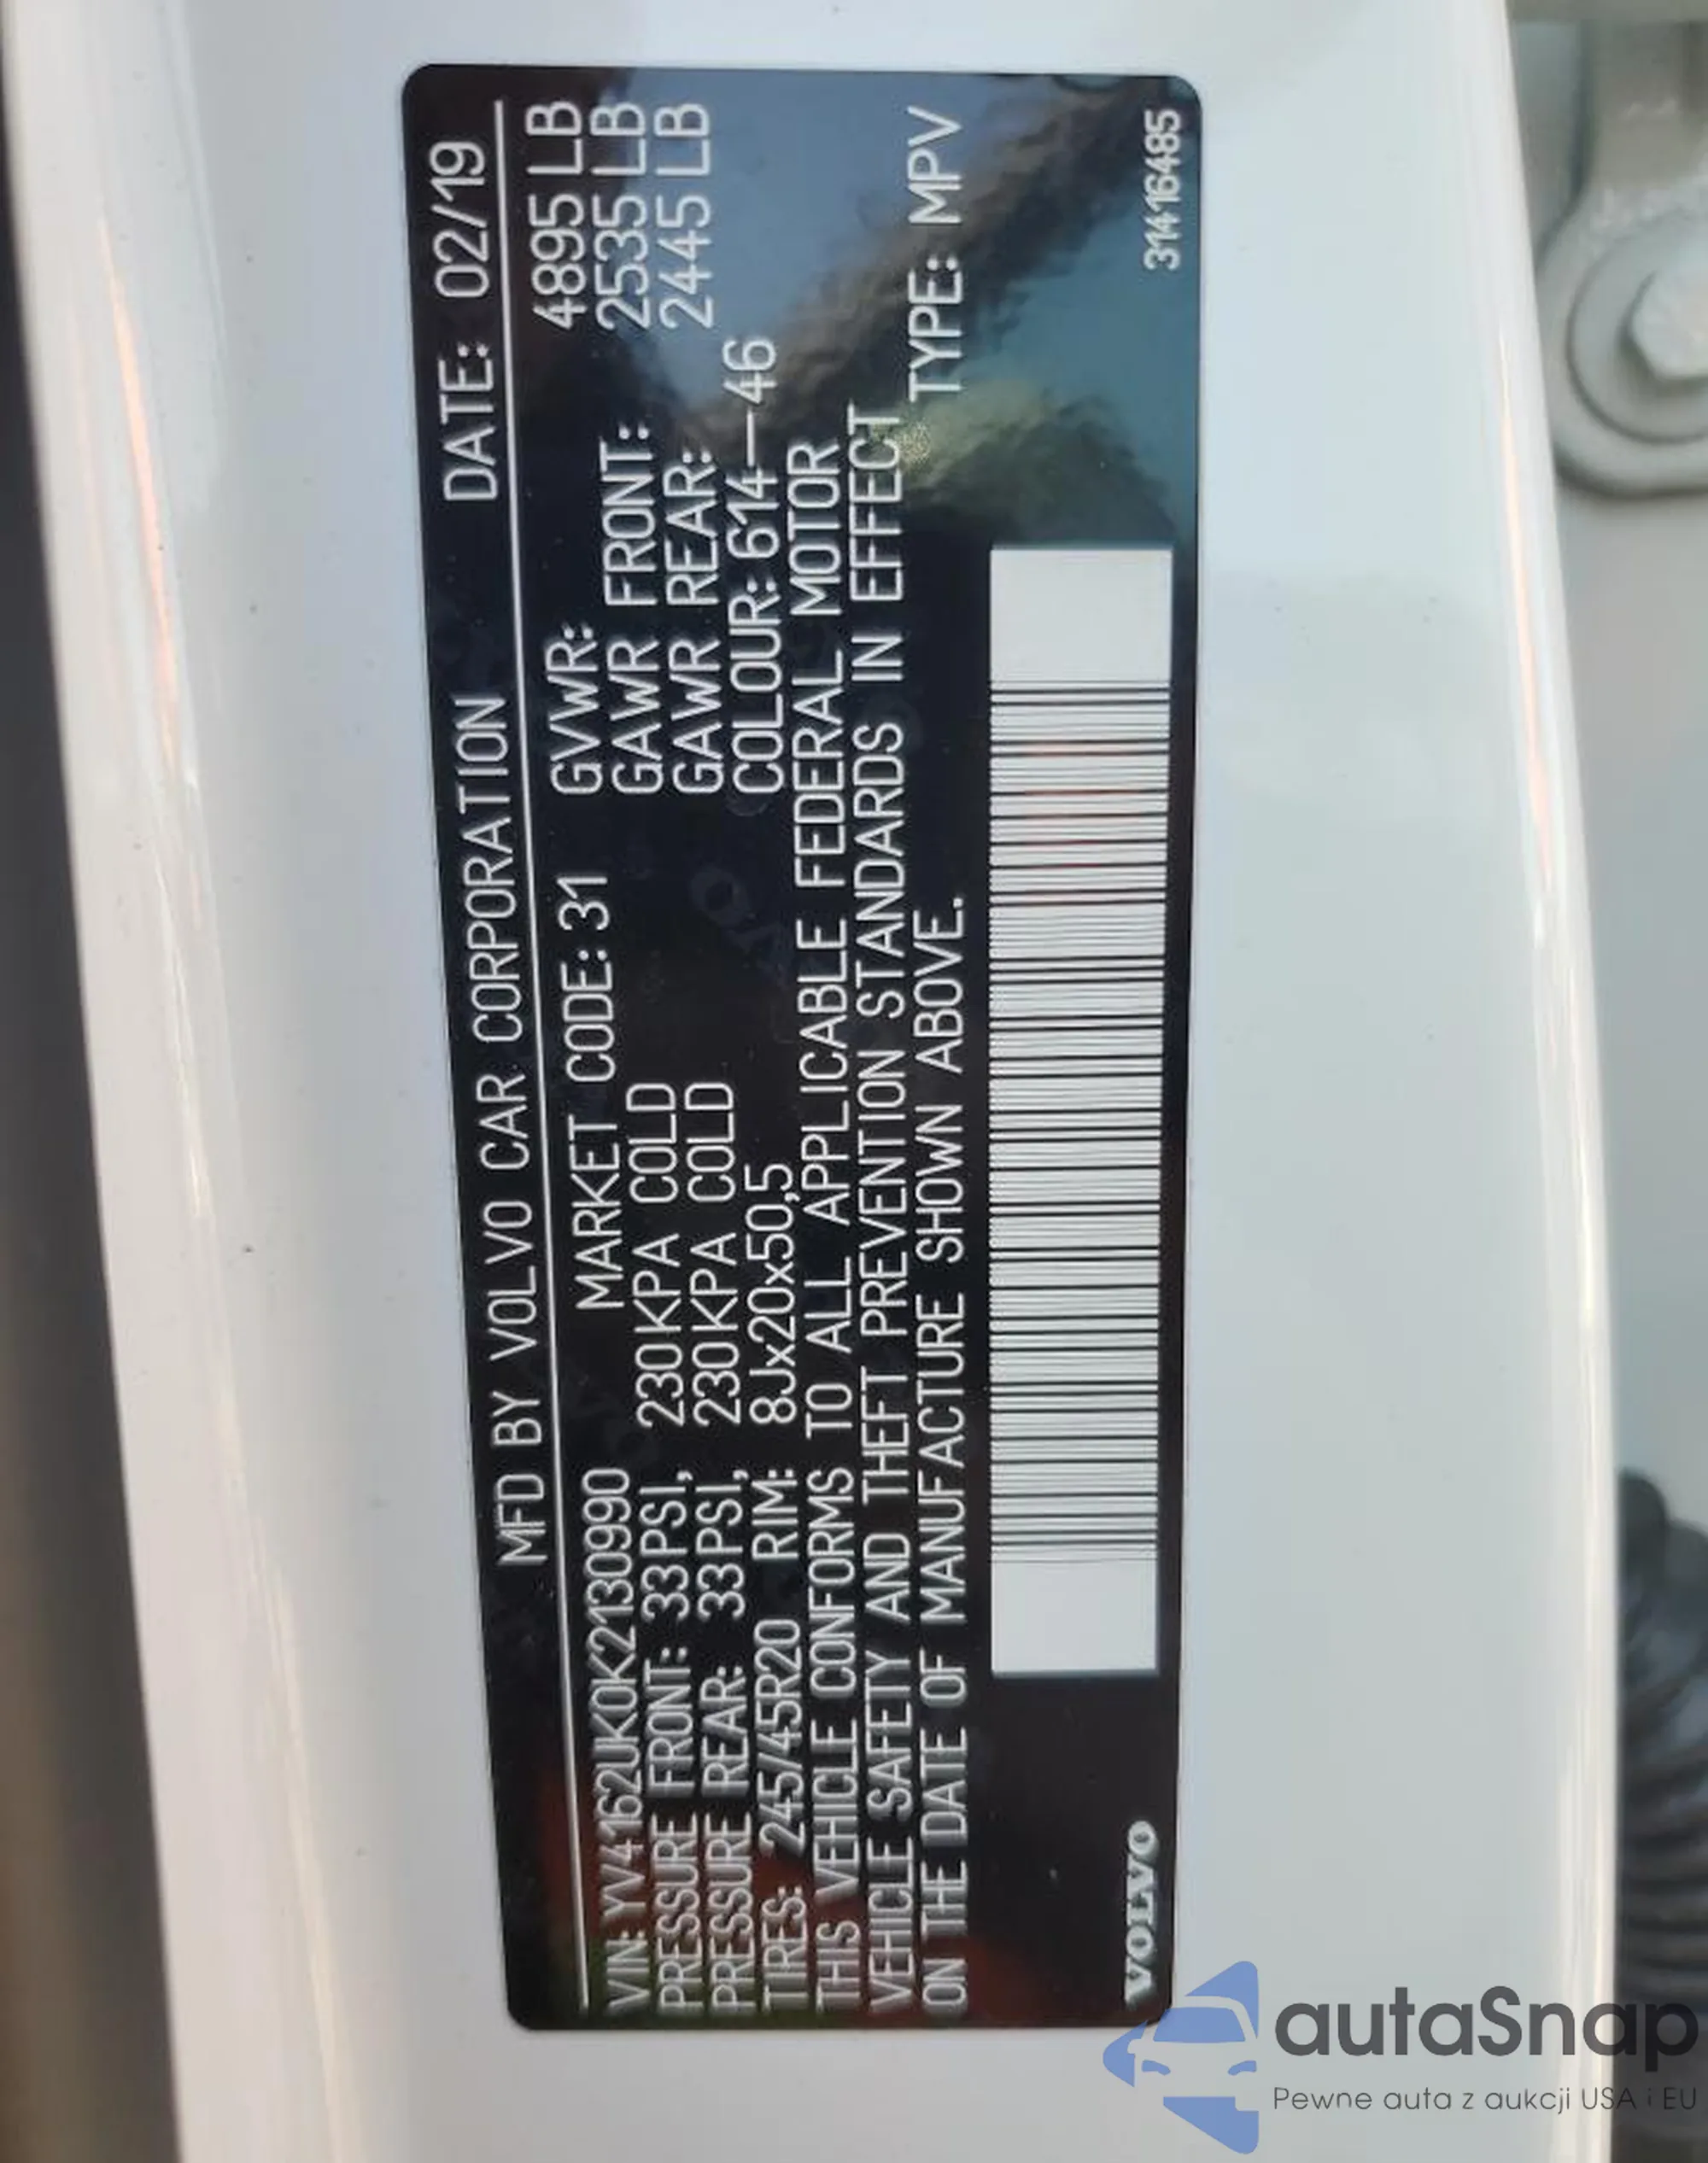 MFD BY VOLVO CAR CORPORATION DATE: 02/19
VIN: YV4162UK0K2130990 MARKET CODE: 31 GVWR: 4895 LB
PRESSURE FRONT: 33PSI, 230KPA COLD GAWR FRONT: 2535 LB
PRESSURE REAR: 33PSI, 230KPA COLD GAWR REAR: 2445 LB
TIRES: 245/45R20 RIM: 8Jx20x50,5 COLOUR: 614—46
THIS VEHICLE CONFORMS TO ALL APPLICABLE FEDERAL MOTOR
VEHICLE SAFETY AND THEFT PREVENTION STANDARDS IN EFFECT
ON THE DATE OF MANUFACTURE SHOWN ABOVE. TYPE: MPV
VOLVO 31416485
autaSnap
Pewne auta z aukcji USA i EU